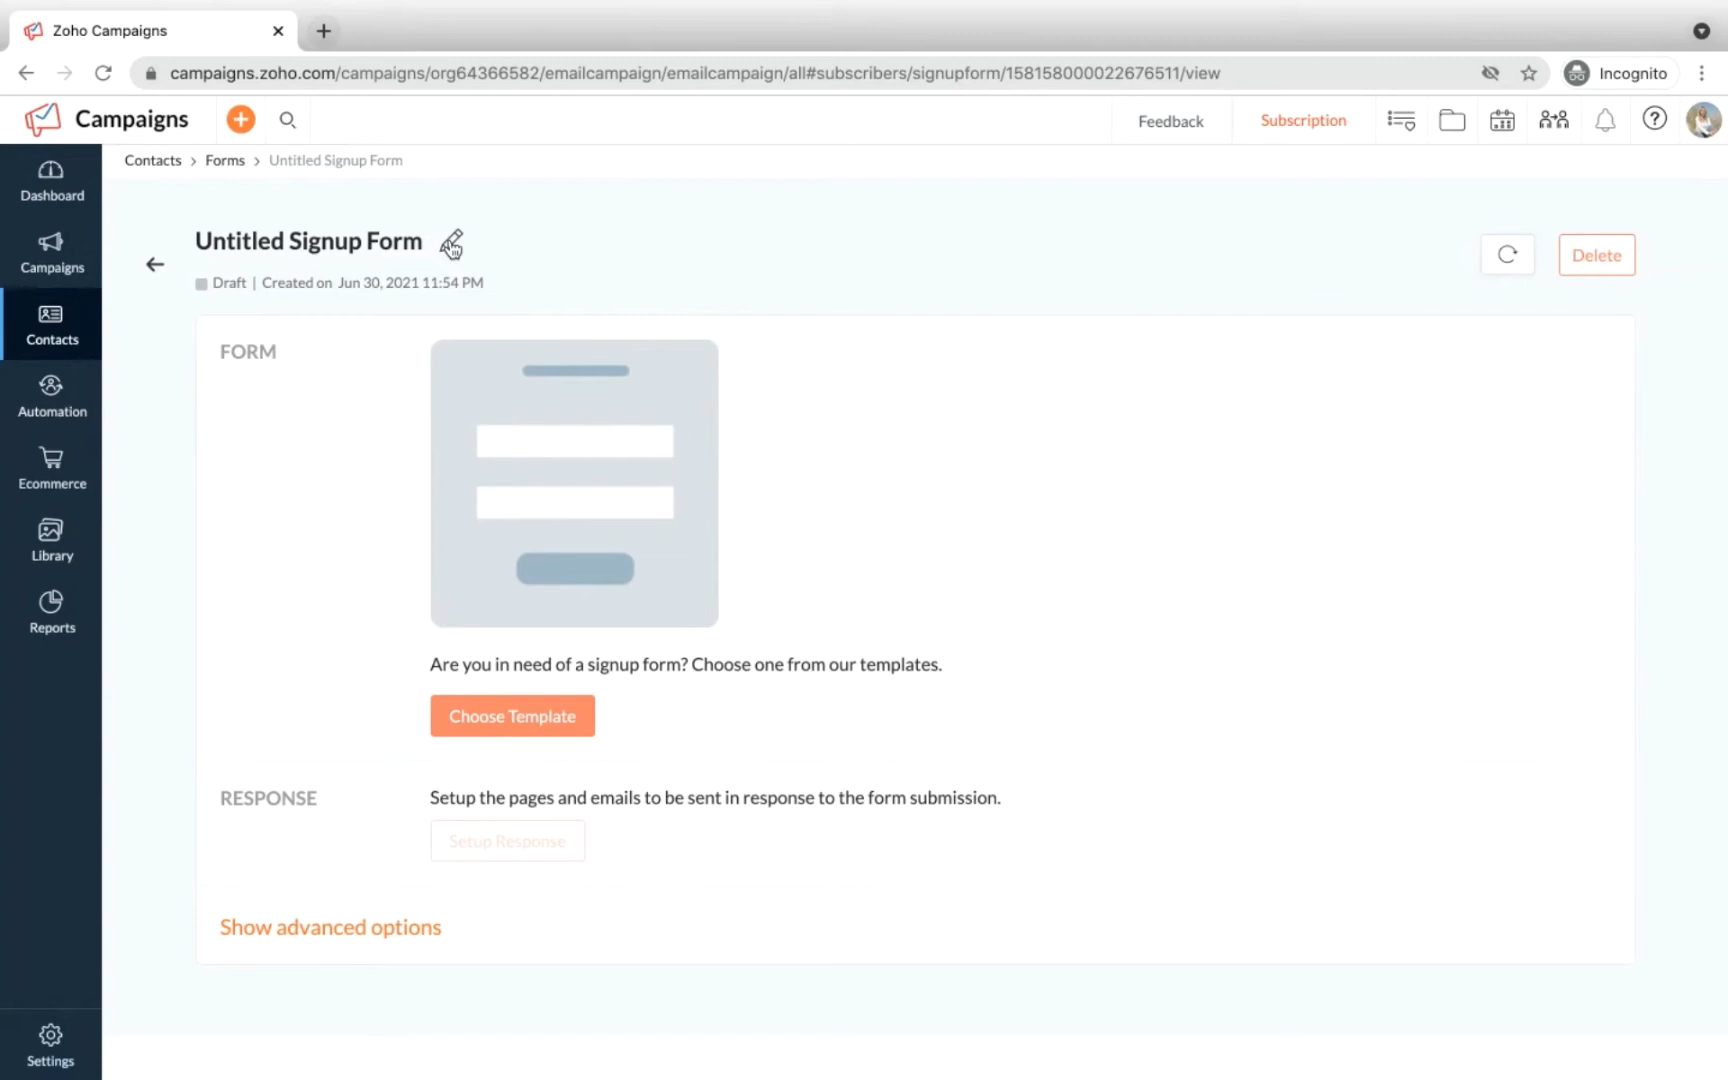 Zoho Campaigns
campaigns.zoho.com/campaigns/org64366582/emailcampaign/emailcampaign/all#subscribers/signupform/158158000022676511/view
Incognito
Campaigns
Feedback
Subscription
Contacts > Forms > Untitled Signup Form
Dashboard
Campaigns
Contacts
Automation
Ecommerce
Library
Reports
Settings
Untitled Signup Form
Draft | Created on Jun 30, 2021 11:54 PM
Delete
FORM
Are you in need of a signup form? Choose one from our templates.
Choose Template
RESPONSE
Setup the pages and emails to be sent in response to the form submission.
Setup Response
Show advanced options